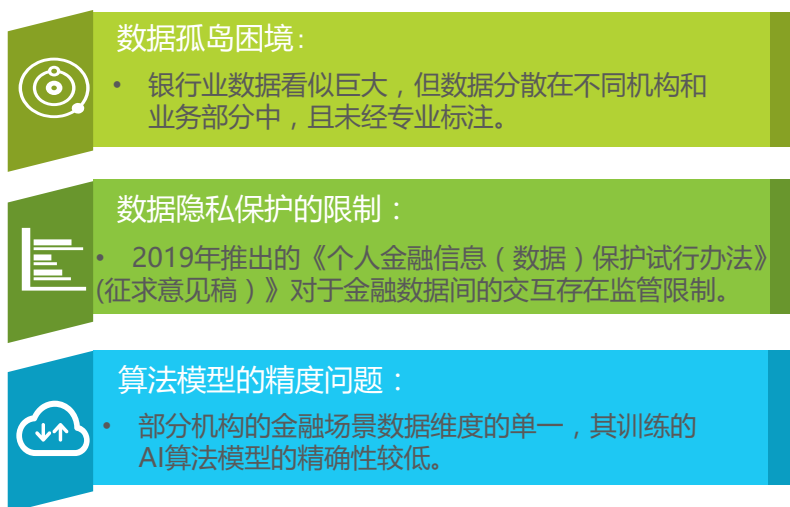 数据孤岛困境：
• 银行业数据看似巨大，但数据分散在不同机构和
业务部分中，且未经专业标注。
数据隐私保护的限制：
• 2019年推出的《个人金融信息（数据）保护试行办法》
(征求意见稿）》对于金融数据间的交互存在监管限制。
算法模型的精度问题：
• 部分机构的金融场景数据维度的单一，其训练的
AI算法模型的精确性较低。